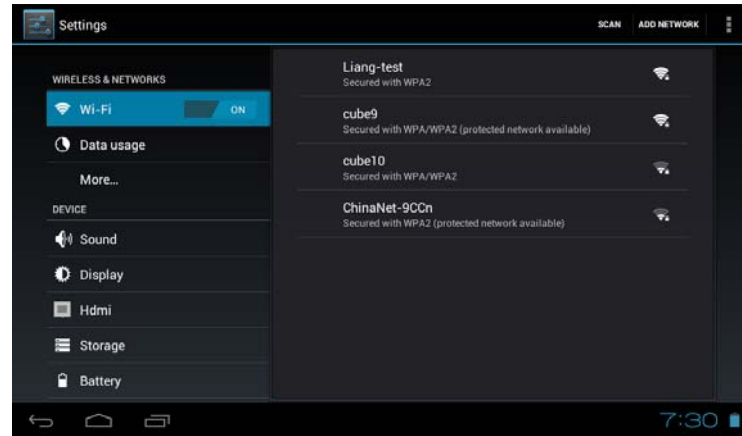 Settings
SCAN
ADD NETWORK
WIRELESS & NETWORKS
Wi-Fi
ON
Data usage
More...
DEVICE
Sound
Display
Hdmi
Storage
Battery
Liang-test
Secured with WPA2
cube9
Secured with WPA/WPA2 (protected network available)
cube10
Secured with WPA/WPA2
ChinaNet-9CCn
Secured with WPA2 (protected network available)
7:30